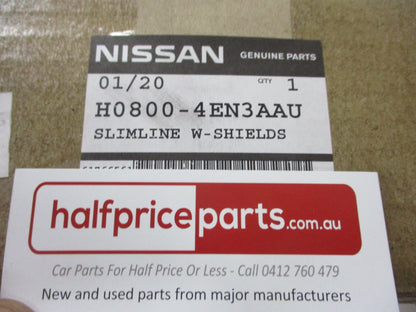 NISSAN GENUINE PARTS
01/20 QTY 1
H0800-4EN3AAU
SLIMLINE W-SHIELDS
halfpriceparts.com.au
Car Parts For Half Price Or Less - Call 0412 760 479
New and used parts from major manufacturers